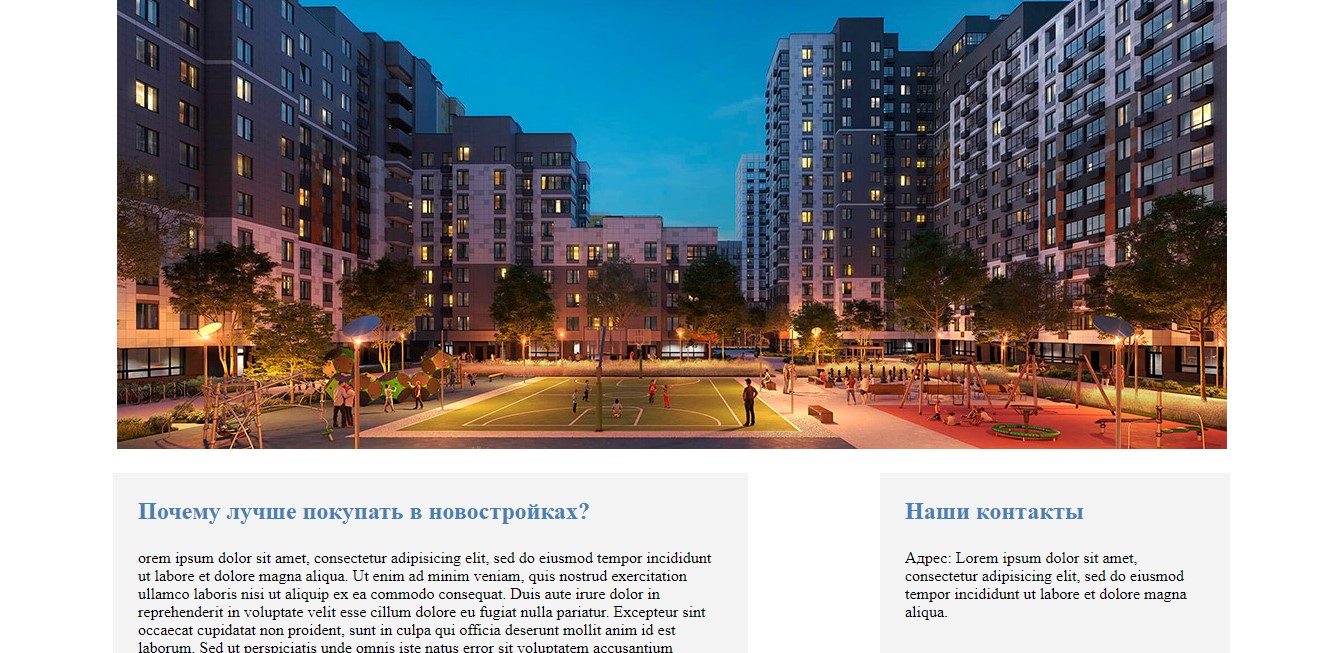 Почему лучше покупать в новостройках?
orem ipsum dolor sit amet, consectetur adipisicing elit, sed do eiusmod tempor incididunt
ut labore et dolore magna aliqua. Ut enim ad minim veniam, quis nostrud exercitation
ullamco laboris nisi ut aliquip ex ea commodo consequat. Duis aute irure dolor in
reprehenderit in voluptate velit esse cillum dolore eu fugiat nulla pariatur. Excepteur sint
occaecat cupidatat non proident, sunt in culpa qui officia deserunt mollit anim id est
laborum. Sed ut perspiciatis unde omnis iste natus error sit voluptatem accusantium
Наши контакты
Адрес: Lorem ipsum dolor sit amet,
consectetur adipisicing elit, sed do eiusmod
tempor incididunt ut labore et dolore magna
aliqua.